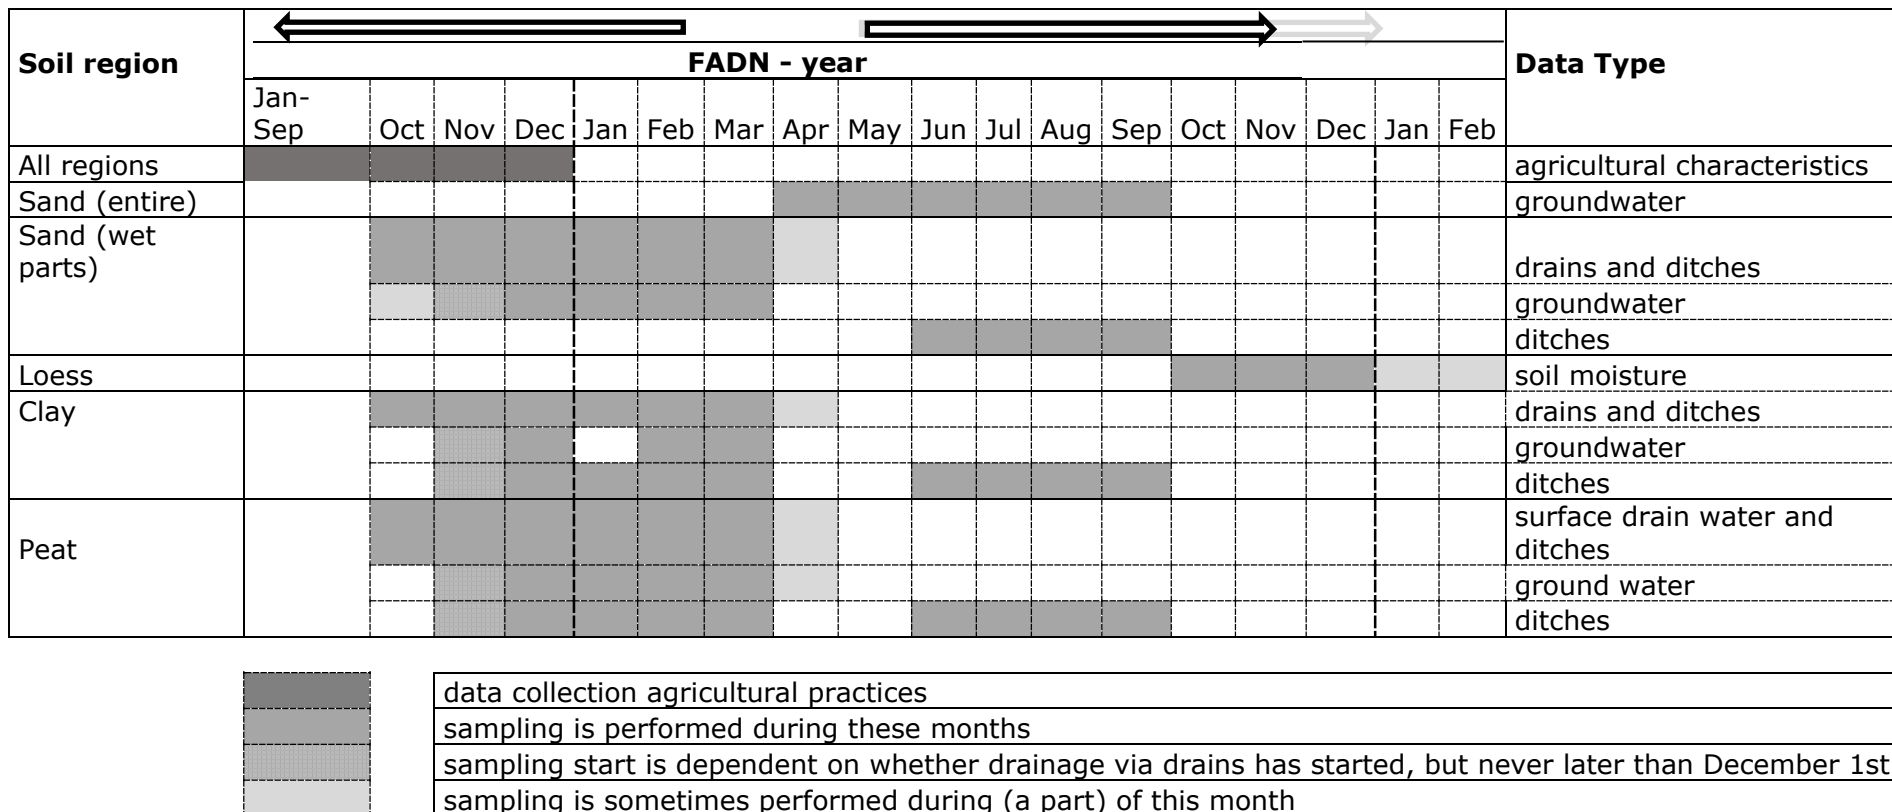 Soil region
FADN - year
Data Type
Jan-
Sep Oct Nov Dec Jan Feb Mar Apr May Jun Jul Aug Sep Oct Nov Dec Jan Feb
All regions agricultural characteristics
Sand (entire) groundwater
Sand (wet
parts) drains and ditches
groundwater
ditches
Loess soil moisture
Clay drains and ditches
groundwater
ditches
Peat
surface drain water and
ditches
ground water
ditches
data collection agricultural practices
sampling is performed during these months
sampling start is dependent on whether drainage via drains has started, but never later than December 1st
sampling is sometimes performed during (a part) of this month